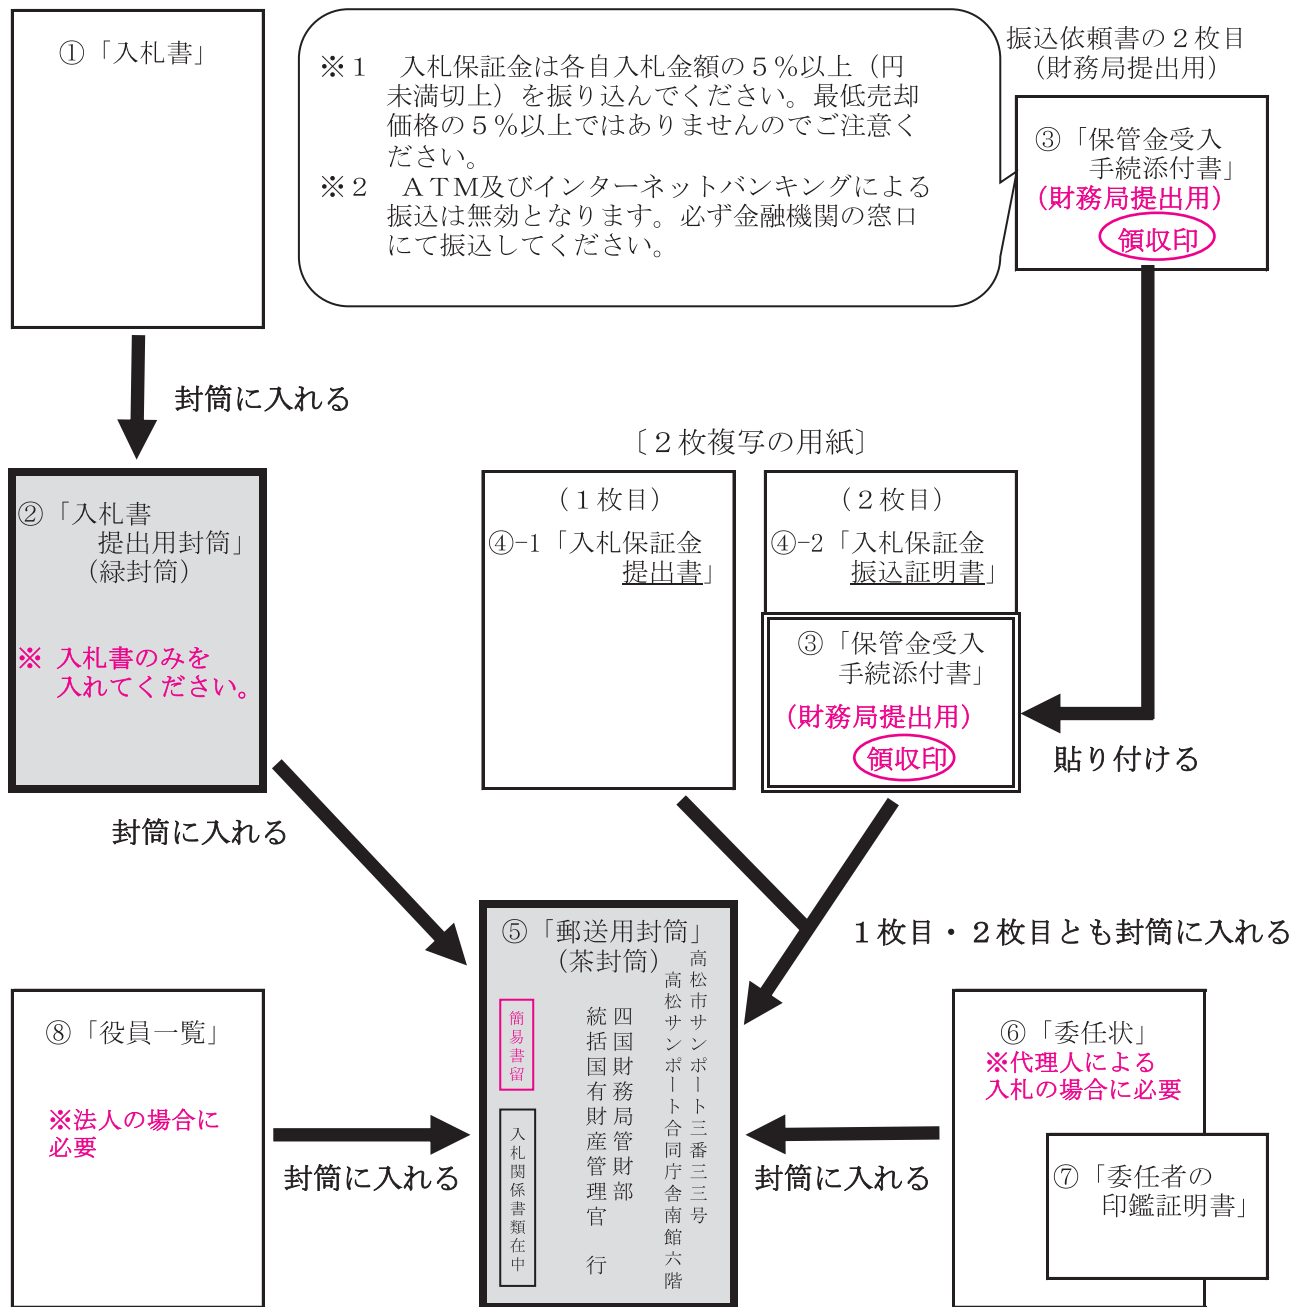 ①「入札書」
※１　入札保証金は各自入札金額の５％以上（円
未満切上）を振り込んでください。最低売却
価格の５％以上ではありませんのでご注意く
ださい。
※２　ＡＴＭ及びインターネットバンキングによる
振込は無効となります。必ず金融機関の窓口
にて振込してください。
振込依頼書の２枚目
（財務局提出用）
③「保管金受入
手続添付書」
（財務局提出用）
領収印
封筒に入れる
〔２枚複写の用紙〕
②「入札書
提出用封筒」
（緑封筒）
※ 入札書のみを
入れてください。
（１枚目）
④-1「入札保証金
提出書」
（２枚目）
④-2「入札保証金
振込証明書」
③「保管金受入
手続添付書」
（財務局提出用）
領収印
貼り付ける
封筒に入れる
１枚目・２枚目とも封筒に入れる
⑤「郵送用封筒」
（茶封筒）
高松市サンポート三番三三号
高松サンポート合同庁舎南館六階
四国財務局管財部
統括国有財産管理官　行
簡易書留
入札関係書類在中
⑧「役員一覧」
※法人の場合に
必要
封筒に入れる
⑥「委任状」
※代理人による
入札の場合に必要
⑦「委任者の
印鑑証明書」
封筒に入れる